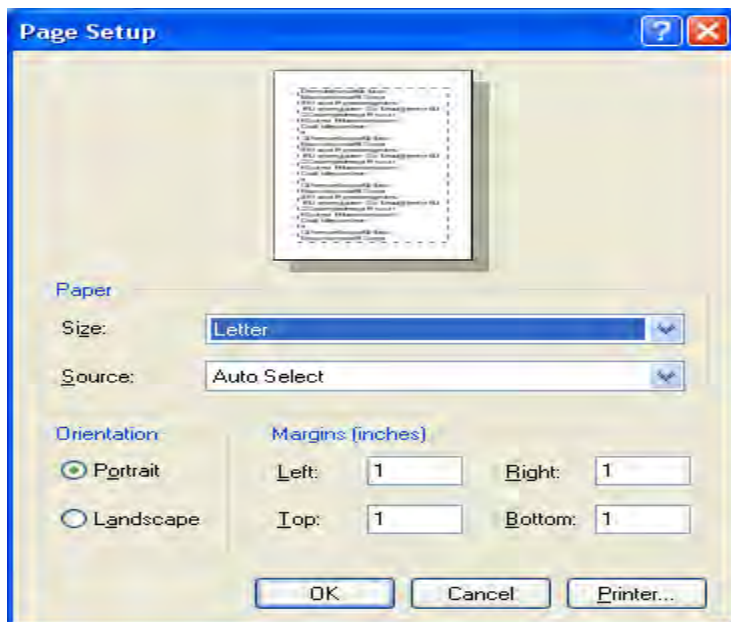 Page Setup
Paper
Size: Letter
Source: Auto Select
Orientation Margins (inches)
Portrait Left: 1 Right: 1
Landscape Top: 1 Bottom: 1
OK Cancel Printer...